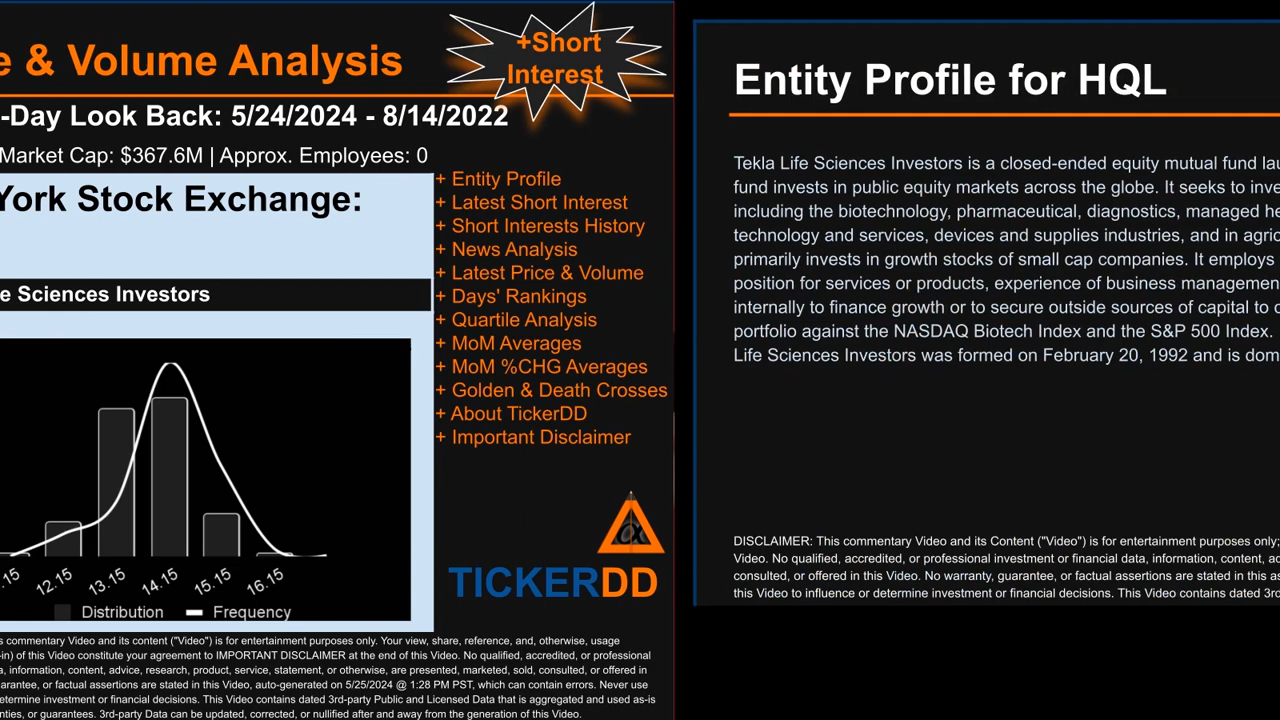 e & Volume Analysis
+Short
Interest
-Day Look Back: 5/24/2024 - 8/14/2022
Market Cap: $367.6M | Approx. Employees: 0
York Stock Exchange:
e Sciences Investors
.15
12.15
13.15
14.15
15.15
16.15
Distribution
Frequency
+ Entity Profile
+ Latest Short Interest
+ Short Interests History
+ News Analysis
+ Latest Price & Volume
+ Days' Rankings
+ Quartile Analysis
+ MoM Averages
+ MoM %CHG Averages
+ Golden & Death Crosses
+ About TickerDD
+ Important Disclaimer
TICKERDD
s commentary Video and its content ("Video") is for entertainment purposes only. Your view, share, reference, and, otherwise, usage
-in) of this Video constitute your agreement to IMPORTANT DISCLAIMER at the end of this Video. No qualified, accredited, or professional
a, information, content, advice, research, product, service, statement, or otherwise, are presented, marketed, sold, consulted, or offered in
arantee, or factual assertions are stated in this Video, auto-generated on 5/25/2024 @ 1:28 PM PST, which can contain errors. Never use
etermine investment or financial decisions. This Video contains dated 3rd-party Public and Licensed Data that is aggregated and used as-is
nties, or guarantees. 3rd-party Data can be updated, corrected, or nullified after and away from the generation of this Video.
Entity Profile for HQL
Tekla Life Sciences Investors is a closed-ended equity mutual fund lau
fund invests in public equity markets across the globe. It seeks to inve
including the biotechnology, pharmaceutical, diagnostics, managed he
technology and services, devices and supplies industries, and in agric
primarily invests in growth stocks of small cap companies. It employs
position for services or products, experience of business managemen
internally to finance growth or to secure outside sources of capital to c
portfolio against the NASDAQ Biotech Index and the S&P 500 Index.
Life Sciences Investors was formed on February 20, 1992 and is dom
DISCLAIMER: This commentary Video and its Content ("Video") is for entertainment purposes only;
Video. No qualified, accredited, or professional investment or financial data, information, content, ad
consulted, or offered in this Video. No warranty, guarantee, or factual assertions are stated in this as
this Video to influence or determine investment or financial decisions. This Video contains dated 3rd